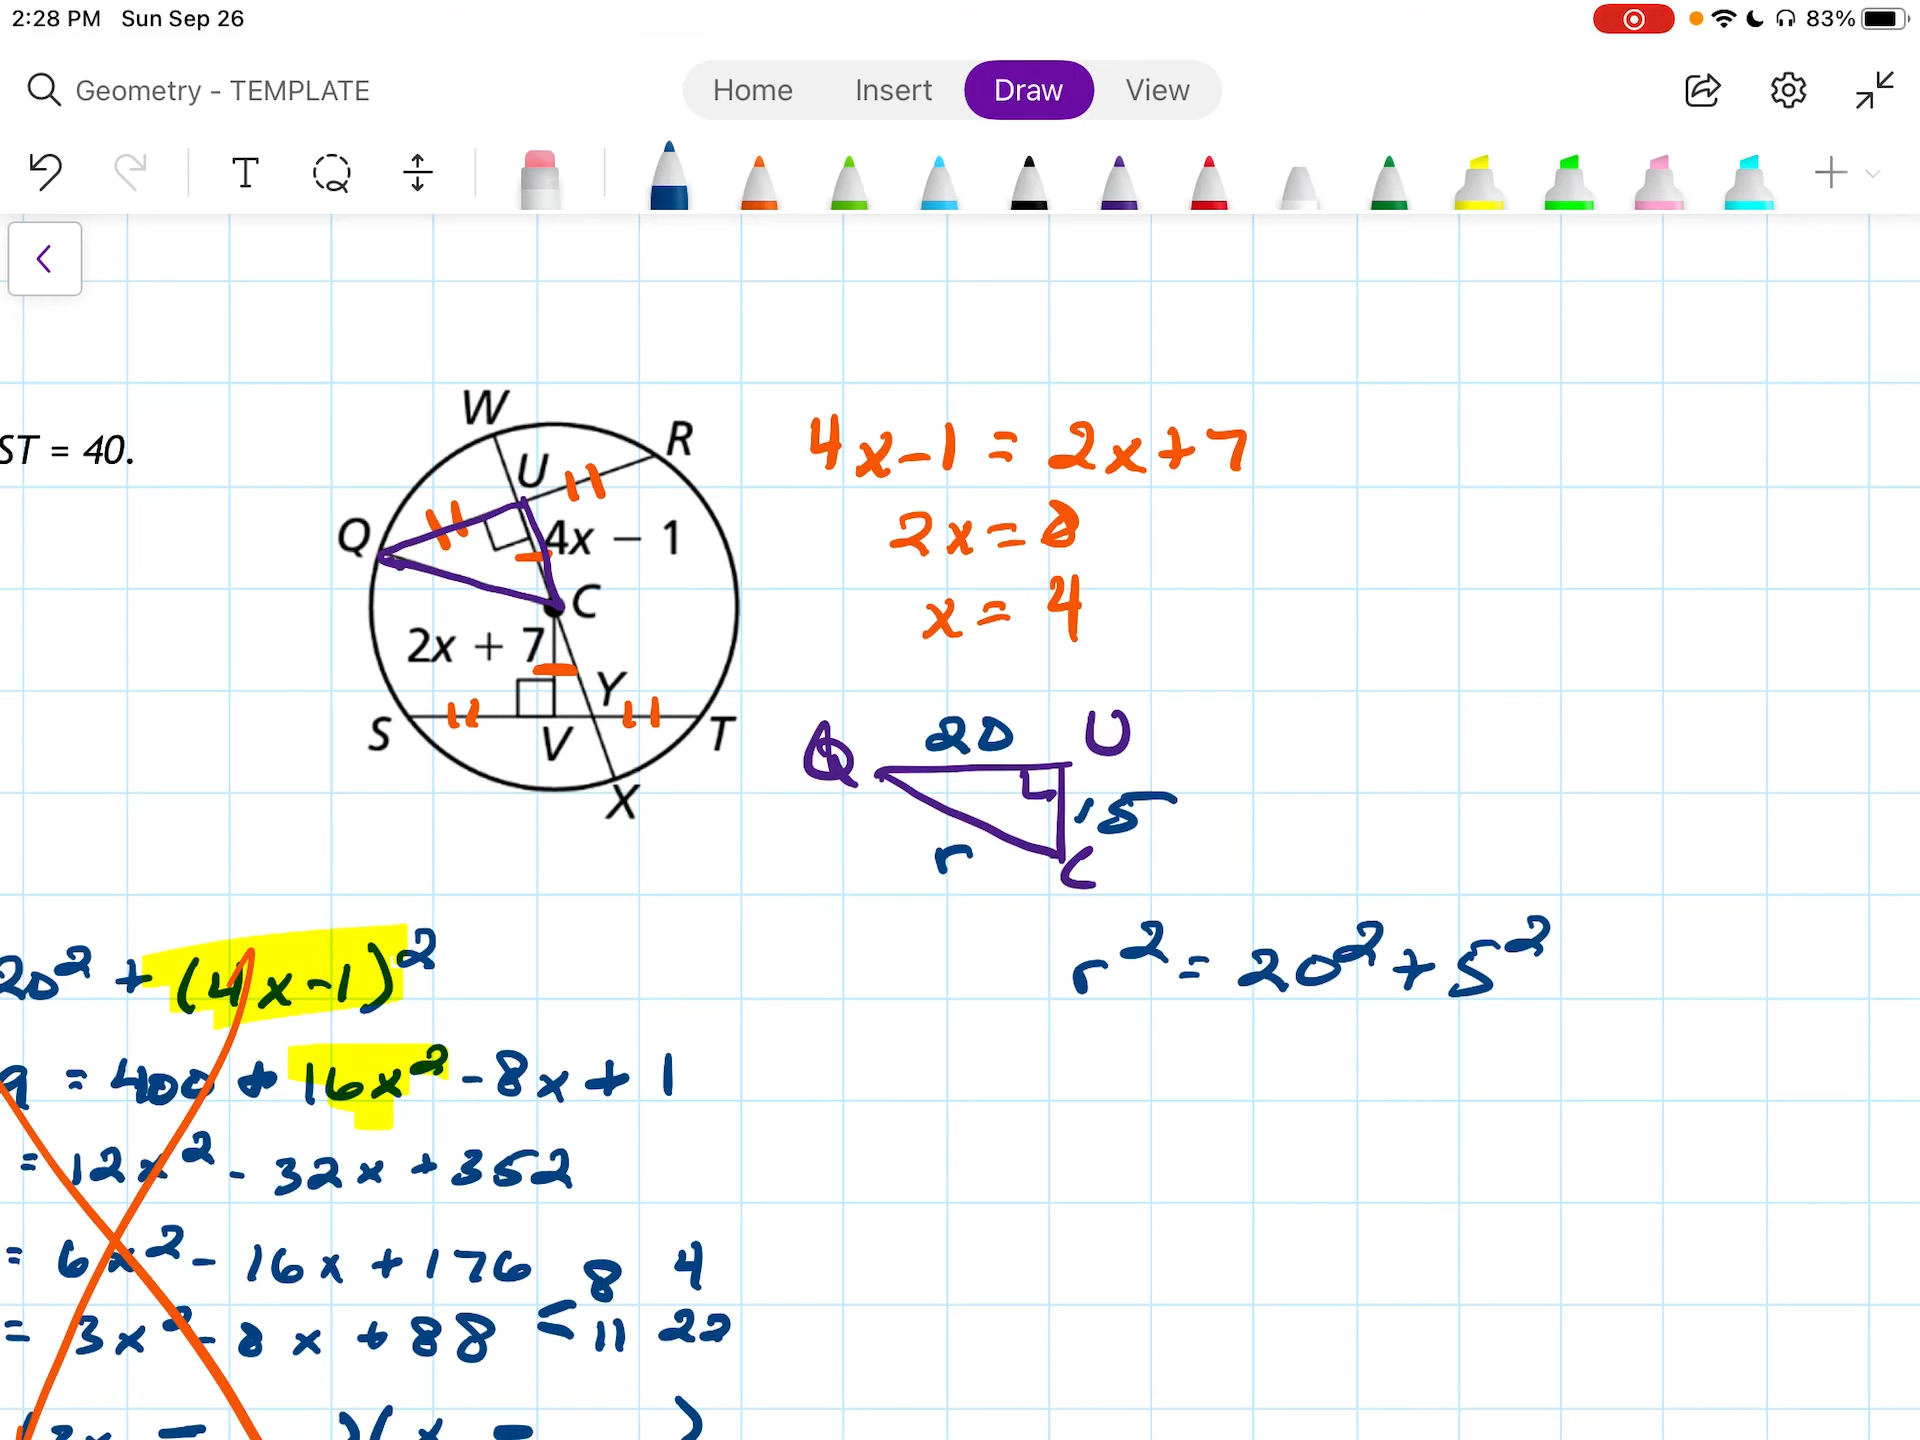 2:28 PM Sun Sep 26
83%
Geometry - TEMPLATE
Home Insert Draw View
T
ST = 40.
W
R
U
Q
4x − 1
C
2x + 7
Y
S
V
T
X
4x-1 = 2x+7
2x = 8
x = 4
Q 20 U
15
r
C
r² = 20² + 5²
20² + (4x-1)²
9 = 400 + 16x² - 8x + 1
= 12x² - 32x + 352
= 6x² - 16x + 176 8 4
= 3x² - 8x + 88 11 22